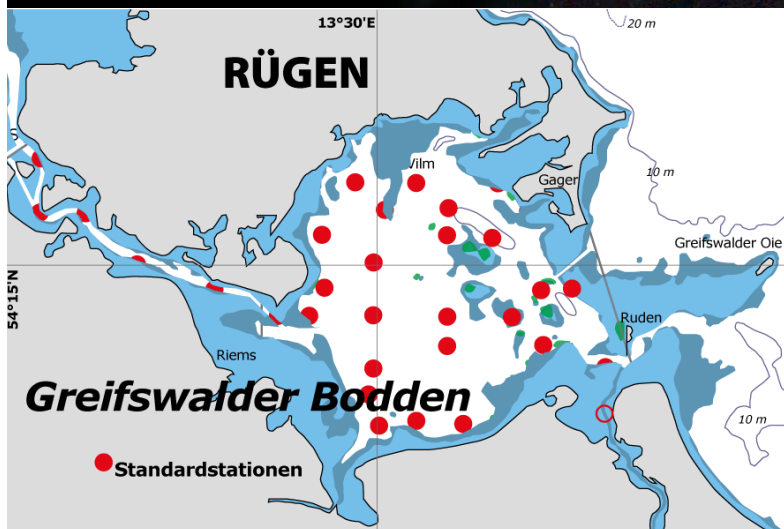 20 m
13°30'E
RÜGEN
Vilm
10 m
Gager
Greifswalder Oie
54°15'N
Ruden
Riems
Greifswalder Bodden
10 m
Standardstationen